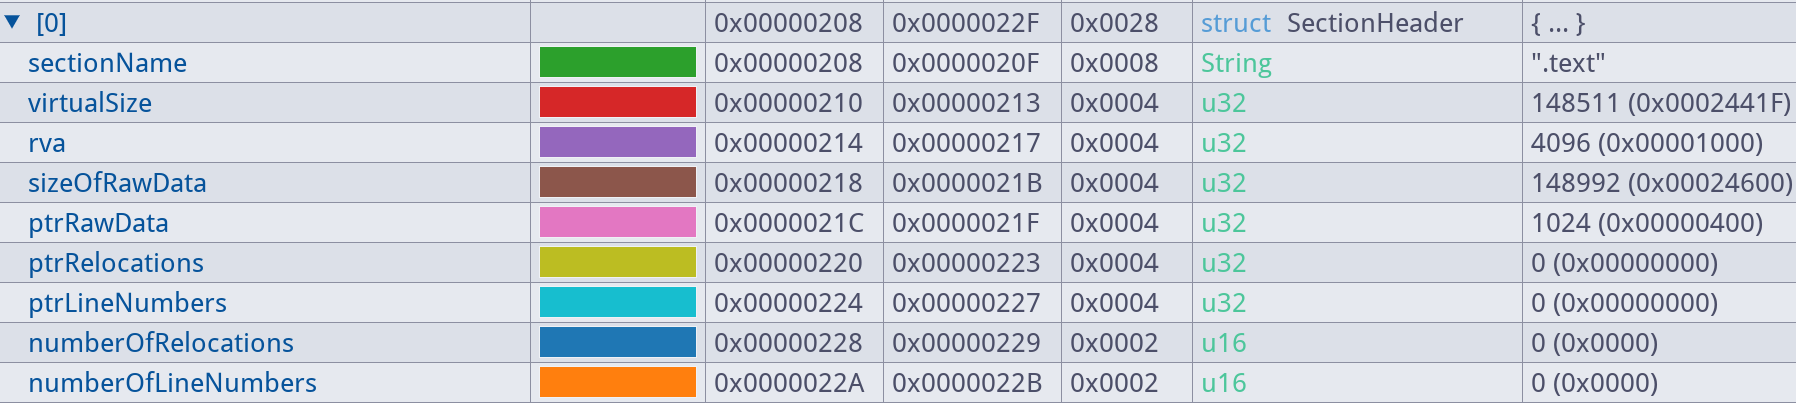 [0] 0x00000208 0x0000022F 0x0028 struct SectionHeader { ... }
sectionName 0x00000208 0x0000020F 0x0008 String ".text"
virtualSize 0x00000210 0x00000213 0x0004 u32 148511 (0x0002441F)
rva 0x00000214 0x00000217 0x0004 u32 4096 (0x00001000)
sizeOfRawData 0x00000218 0x0000021B 0x0004 u32 148992 (0x00024600)
ptrRawData 0x0000021C 0x0000021F 0x0004 u32 1024 (0x00000400)
ptrRelocations 0x00000220 0x00000223 0x0004 u32 0 (0x00000000)
ptrLineNumbers 0x00000224 0x00000227 0x0004 u32 0 (0x00000000)
numberOfRelocations 0x00000228 0x00000229 0x0002 u16 0 (0x0000)
numberOfLineNumbers 0x0000022A 0x0000022B 0x0002 u16 0 (0x0000)